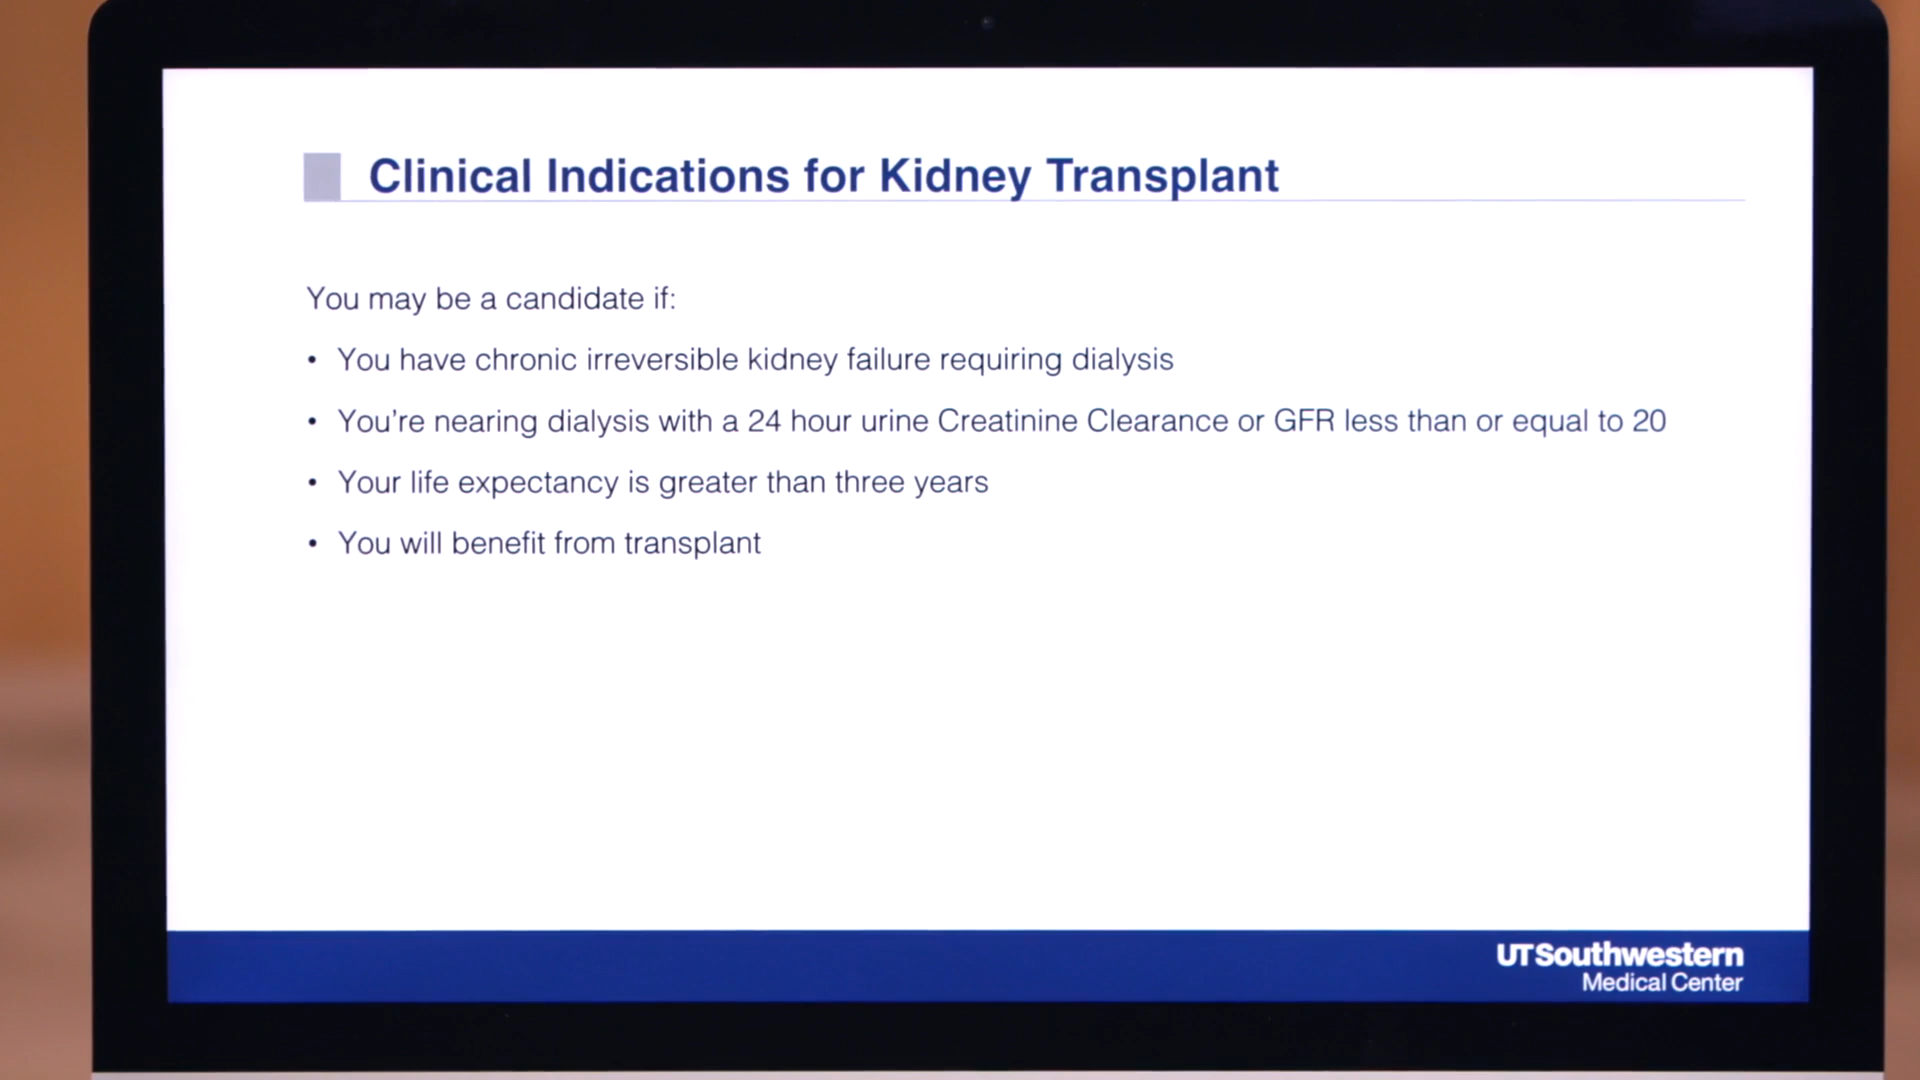 Clinical Indications for Kidney Transplant
You may be a candidate if:
• You have chronic irreversible kidney failure requiring dialysis
• You’re nearing dialysis with a 24 hour urine Creatinine Clearance or GFR less than or equal to 20
• Your life expectancy is greater than three years
• You will benefit from transplant
UTSouthwestern
Medical Center